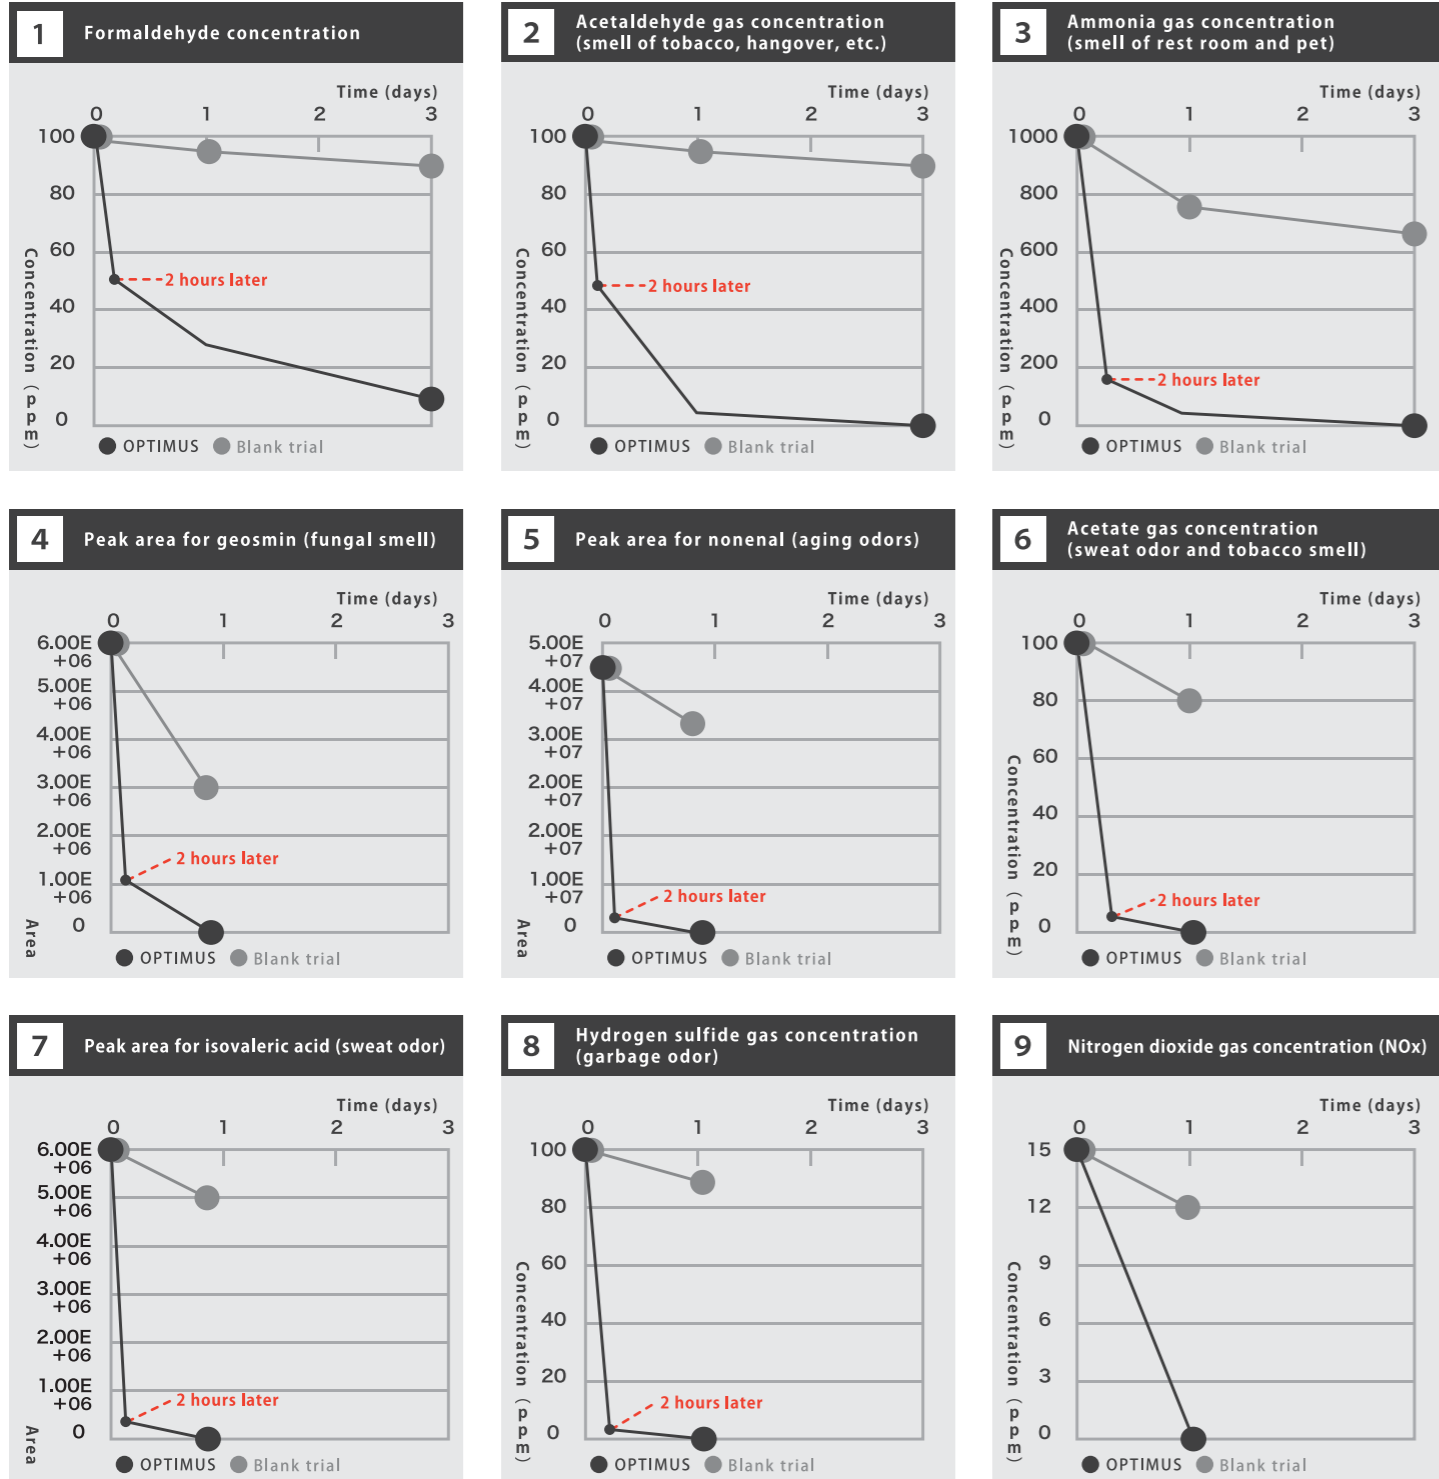 1 Formaldehyde concentration
Time (days)
0 1 2 3
100
80
60
40
20
0
Concentration (ppm)
2 hours later
OPTIMUS Blank trial
2 Acetaldehyde gas concentration
(smell of tobacco, hangover, etc.)
Time (days)
0 1 2 3
100
80
60
40
20
0
Concentration (ppm)
2 hours later
OPTIMUS Blank trial
3 Ammonia gas concentration
(smell of rest room and pet)
Time (days)
0 1 2 3
1000
800
600
400
200
0
Concentration (ppm)
2 hours later
OPTIMUS Blank trial
4 Peak area for geosmin (fungal smell)
Time (days)
0 1 2 3
6.00E
+06
5.00E
+06
4.00E
+06
3.00E
+06
2.00E
+06
1.00E
+06
0
Area
2 hours later
OPTIMUS Blank trial
5 Peak area for nonenal (aging odors)
Time (days)
0 1 2 3
5.00E
+07
4.00E
+07
3.00E
+07
2.00E
+07
2.00E
+07
1.00E
+07
0
Area
2 hours later
OPTIMUS Blank trial
6 Acetate gas concentration
(sweat odor and tobacco smell)
Time (days)
0 1 2 3
100
80
60
40
20
0
Concentration (ppm)
2 hours later
OPTIMUS Blank trial
7 Peak area for isovaleric acid (sweat odor)
Time (days)
0 1 2 3
6.00E
+06
5.00E
+06
4.00E
+06
3.00E
+06
2.00E
+06
1.00E
+06
0
Area
2 hours later
OPTIMUS Blank trial
8 Hydrogen sulfide gas concentration
(garbage odor)
Time (days)
0 1 2 3
100
80
60
40
20
0
Concentration (ppm)
2 hours later
OPTIMUS Blank trial
9 Nitrogen dioxide gas concentration (NOx)
Time (days)
0 1 2 3
15
12
9
6
3
0
Concentration (ppm)
OPTIMUS Blank trial